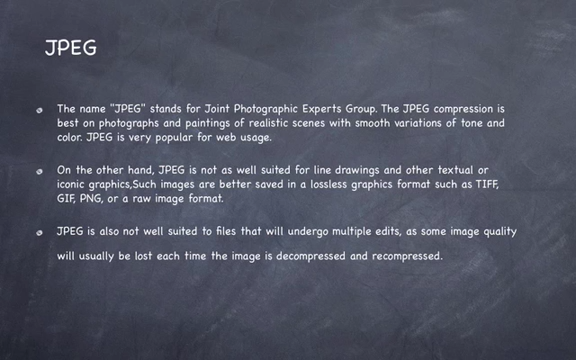 JPEG
The name "JPEG" stands for Joint Photographic Experts Group. The JPEG compression is
best on photographs and paintings of realistic scenes with smooth variations of tone and
color. JPEG is very popular for web usage.
On the other hand, JPEG is not as well suited for line drawings and other textual or
iconic graphics,Such images are better saved in a lossless graphics format such as TIFF,
GIF, PNG, or a raw image format.
JPEG is also not well suited to files that will undergo multiple edits, as some image quality
will usually be lost each time the image is decompressed and recompressed.